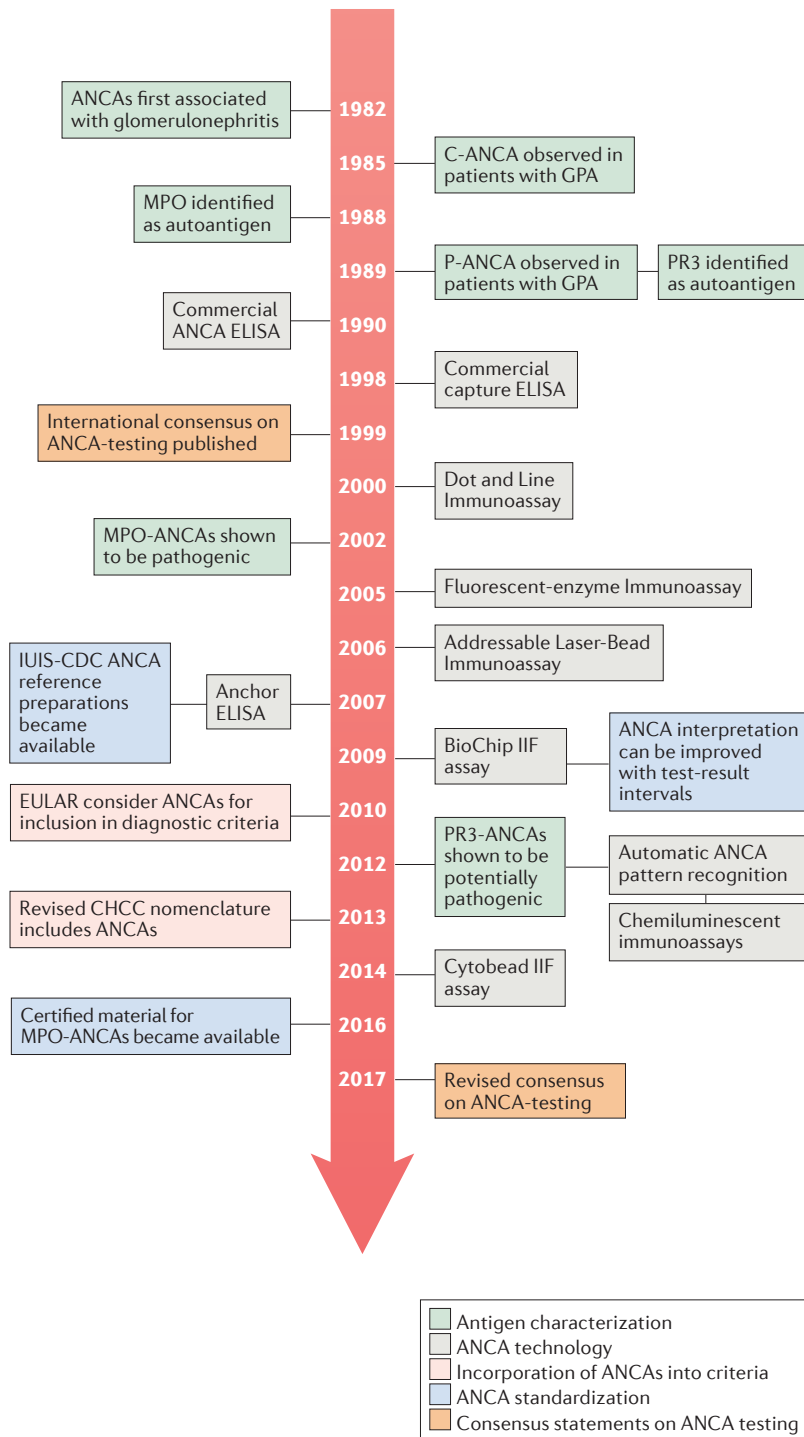 ANCAs first associated
with glomerulonephritis
1982
1985
C-ANCA observed in
patients with GPA
MPO identified
as autoantigen
1988
1989
P-ANCA observed in
patients with GPA
PR3 identified
as autoantigen
Commercial
ANCA ELISA
1990
1998
Commercial
capture ELISA
International consensus on
ANCA-testing published
1999
2000
Dot and Line
Immunoassay
MPO-ANCAs shown
to be pathogenic
2002
2005
Fluorescent-enzyme Immunoassay
2006
Addressable Laser-Bead
Immunoassay
IUIS-CDC ANCA
reference
preparations
became
available
Anchor
ELISA
2007
2009
BioChip IIF
assay
ANCA interpretation
can be improved
with test-result
intervals
EULAR consider ANCAs for
inclusion in diagnostic criteria
2010
2012
PR3-ANCAs
shown to be
potentially
pathogenic
Automatic ANCA
pattern recognition
Chemiluminescent
immunoassays
Revised CHCC nomenclature
includes ANCAs
2013
2014
Cytobead IIF
assay
Certified material for
MPO-ANCAs became available
2016
2017
Revised consensus
on ANCA-testing
Antigen characterization
ANCA technology
Incorporation of ANCAs into criteria
ANCA standardization
Consensus statements on ANCA testing